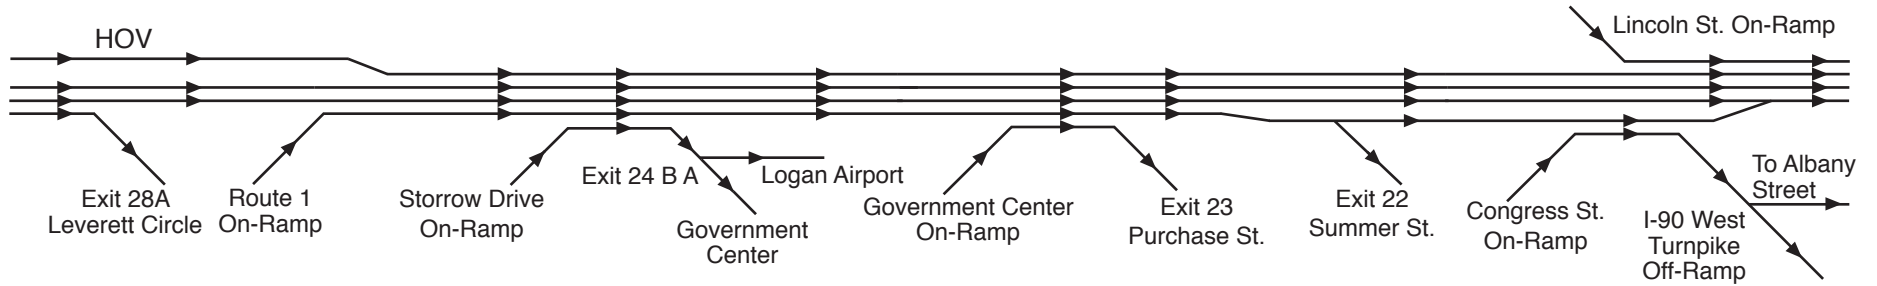 HOV
Lincoln St. On-Ramp
Exit 28A
Leverett Circle
Route 1
On-Ramp
Storrow Drive
On-Ramp
Exit 24 B A
Logan Airport
Government
Center
Government Center
On-Ramp
Exit 23
Purchase St.
Exit 22
Summer St.
Congress St.
On-Ramp
I-90 West
Turnpike
Off-Ramp
To Albany
Street